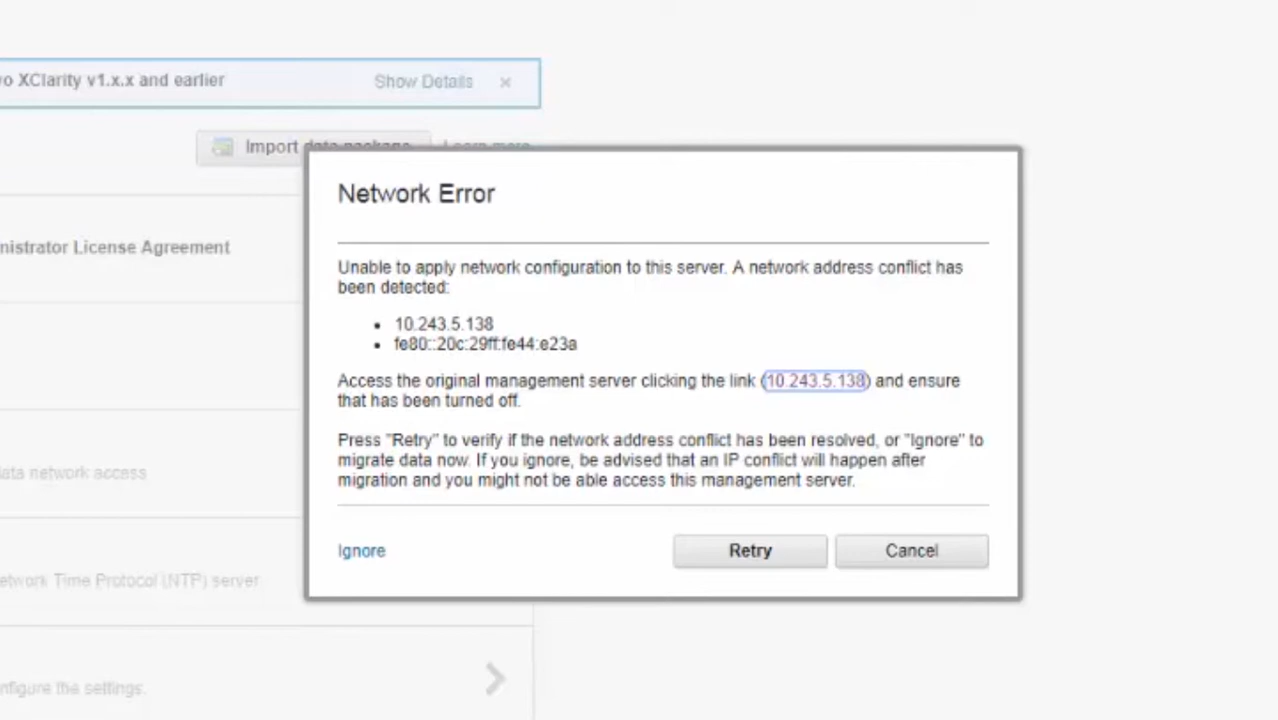 XClarity v1.x.x and earlier
Show Details
×
Import data package
Learn more
Network Error
Unable to apply network configuration to this server. A network address conflict has
been detected:
• 10.243.5.138
• fe80::20c:29ff:fe44:e23a
License Agreement
Access the original management server clicking the link (10.243.5.138) and ensure
that has been turned off.
Press "Retry" to verify if the network address conflict has been resolved, or "Ignore" to
migrate data now. If you ignore, be advised that an IP conflict will happen after
migration and you might not be able access this management server.
network access
Ignore
Retry
Cancel
Time Protocol (NTP) server
the settings.